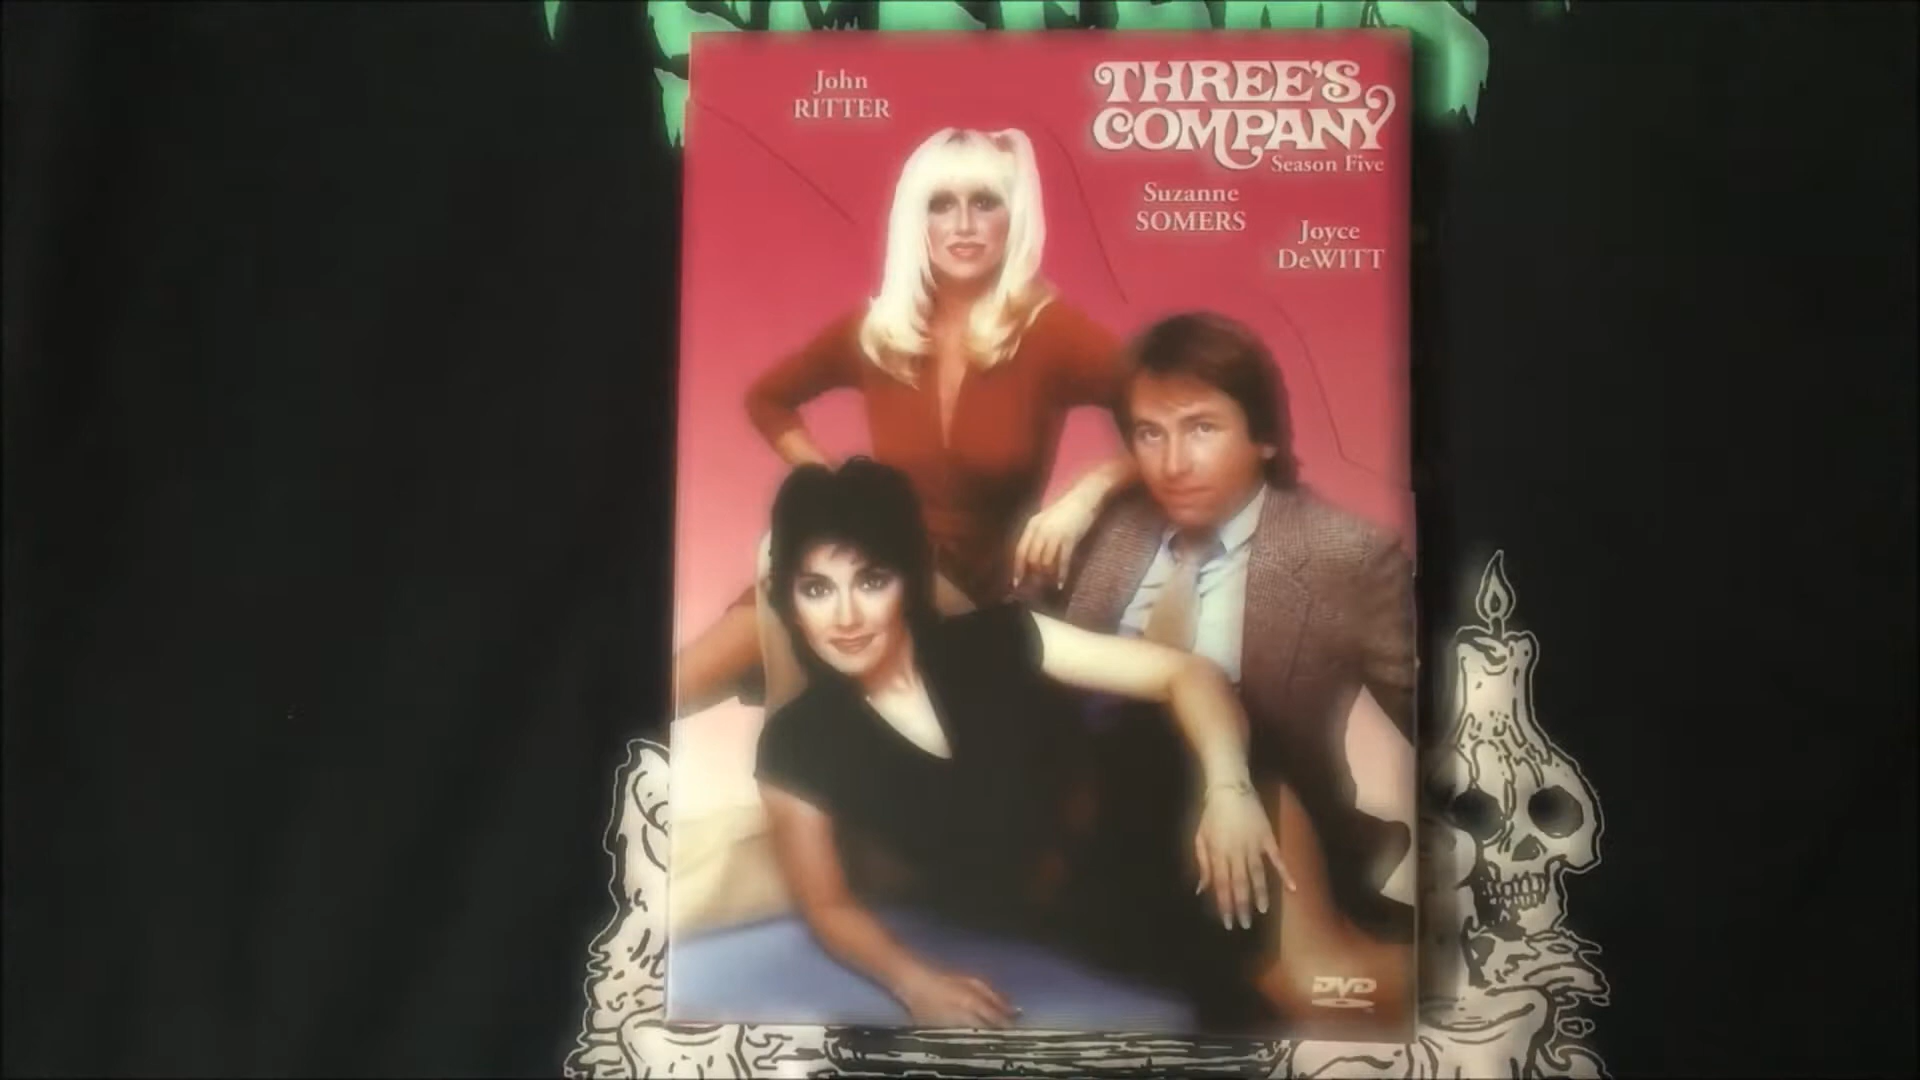 John
RITTER
THREE'S
COMPANY
Season Five
Suzanne
SOMERS
Joyce
DeWITT
DVD